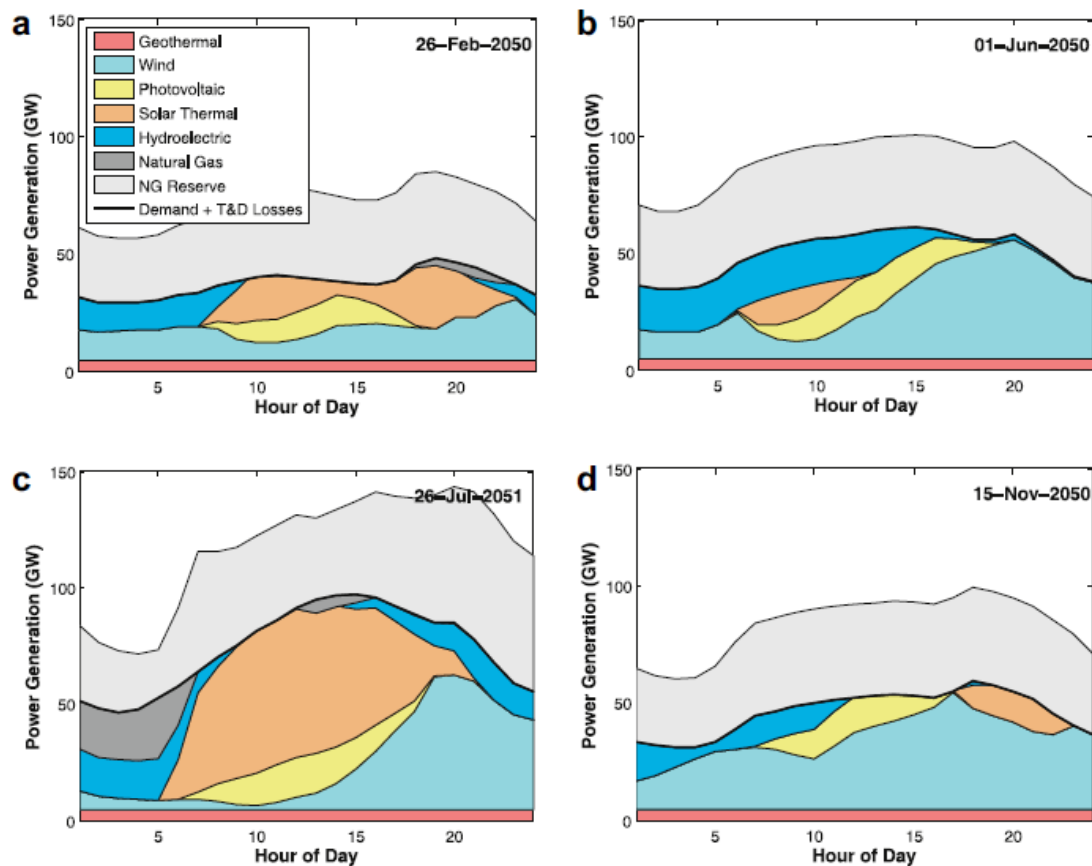 a
26–Feb–2050
Geothermal
Wind
Photovoltaic
Solar Thermal
Hydroelectric
Natural Gas
NG Reserve
Demand + T&D Losses
Power Generation (GW)
150
100
50
0
5
10
15
20
Hour of Day
b
01–Jun–2050
Power Generation (GW)
150
100
50
0
5
10
15
20
Hour of Day
c
26–Jul–2051
Power Generation (GW)
150
100
50
0
5
10
15
20
Hour of Day
d
15–Nov–2050
Power Generation (GW)
150
100
50
0
5
10
15
20
Hour of Day